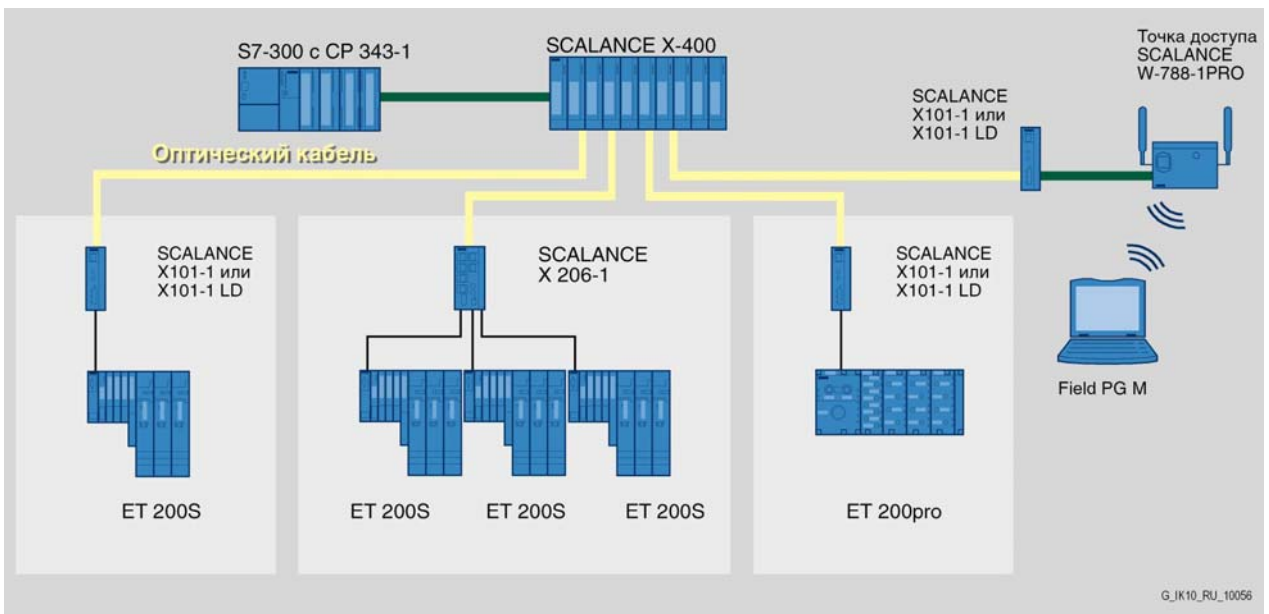 S7-300 с CP 343-1
SCALANCE X-400
Точка доступа
SCALANCE
W-788-1PRO
SCALANCE
X101-1 или
X101-1 LD
Оптический кабель
SCALANCE
X101-1 или
X101-1 LD
SCALANCE
X 206-1
SCALANCE
X101-1 или
X101-1 LD
Field PG M
ET 200S
ET 200S
ET 200S
ET 200S
ET 200pro
G_IK10_RU_10056